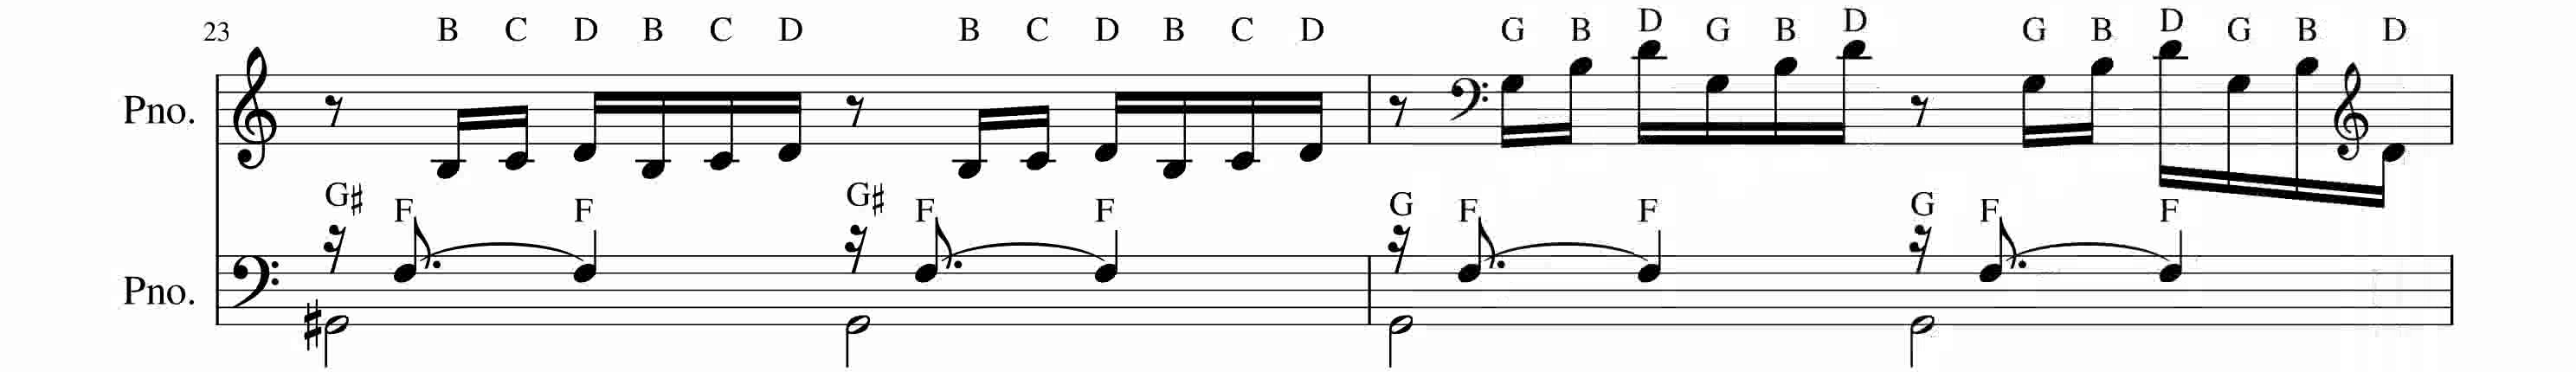 23 B C D B C D B C D B C D G B D G B D G B D G B D
Pno.
G♯ F F G♯ F F G F F G F F
Pno.